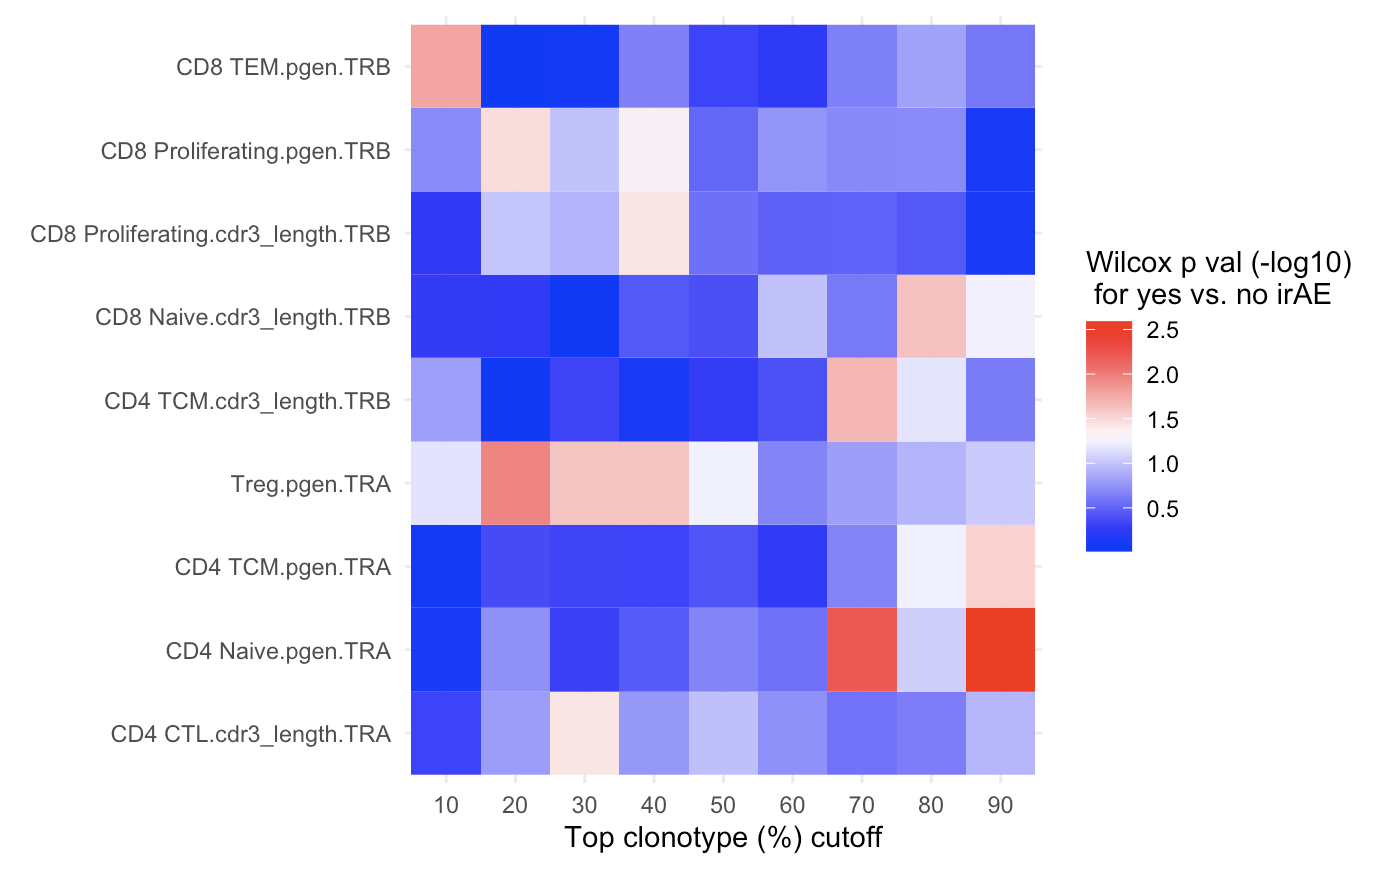 CD8 TEM.pgen.TRB
CD8 Proliferating.pgen.TRB
CD8 Proliferating.cdr3_length.TRB
CD8 Naive.cdr3_length.TRB
CD4 TCM.cdr3_length.TRB
Treg.pgen.TRA
CD4 TCM.pgen.TRA
CD4 Naive.pgen.TRA
CD4 CTL.cdr3_length.TRA
10 20 30 40 50 60 70 80 90
Top clonotype (%) cutoff
Wilcox p val (-log10)
for yes vs. no irAE
2.5
2.0
1.5
1.0
0.5